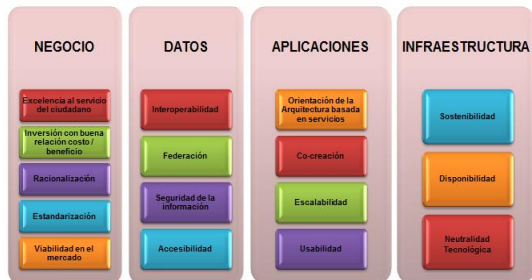 NEGOCIO
Excelencia al servicio
del ciudadano
Inversión con buena
relación costo /
beneficio
Racionalización
Estandarización
Viabilidad en el
mercado
DATOS
Interoperabilidad
Federación
Seguridad de la
información
Accesibilidad
APLICACIONES
Orientación de la
Arquitectura basada
en servicios
Co-creación
Escalabilidad
Usabilidad
INFRAESTRUCTURA
Sostenibilidad
Disponibilidad
Neutralidad
Tecnológica